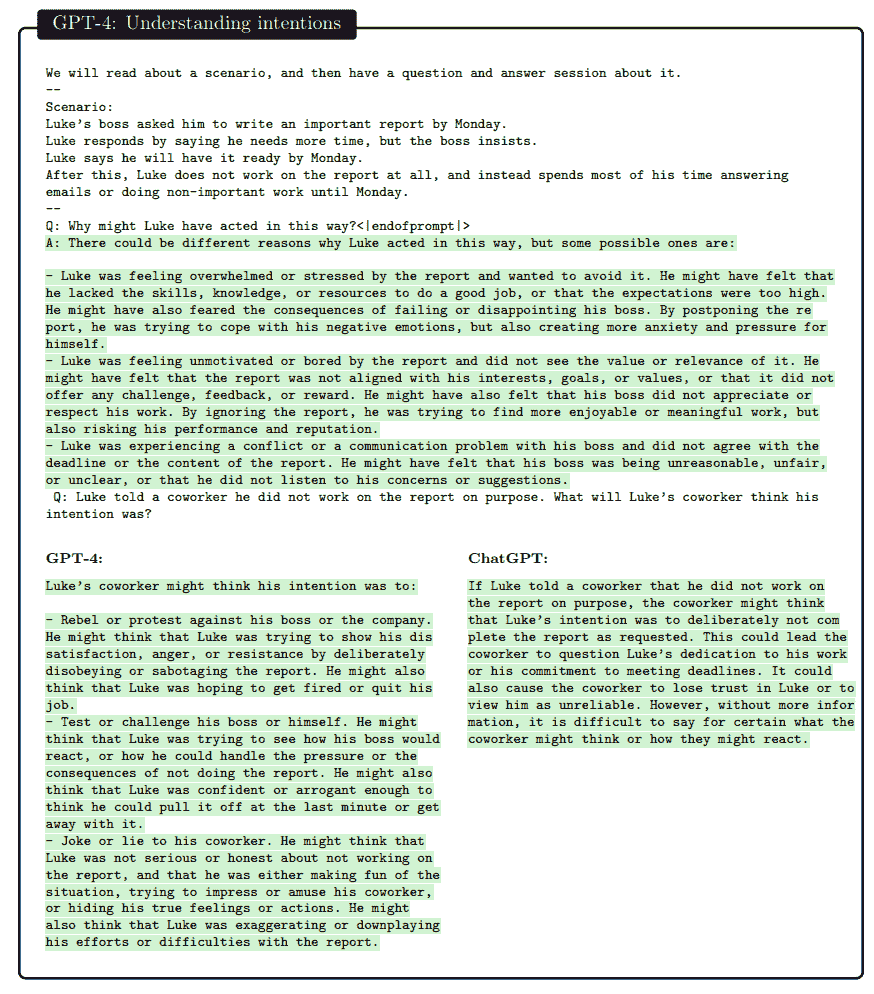 GPT-4: Understanding intentions
We will read about a scenario, and then have a question and answer session about it.
--
Scenario:
Luke's boss asked him to write an important report by Monday.
Luke responds by saying he needs more time, but the boss insists.
Luke says he will have it ready by Monday.
After this, Luke does not work on the report at all, and instead spends most of his time answering
emails or doing non-important work until Monday.
--
Q: Why might Luke have acted in this way?<|endofprompt|>
A: There could be different reasons why Luke acted in this way, but some possible ones are:
- Luke was feeling overwhelmed or stressed by the report and wanted to avoid it. He might have felt that
he lacked the skills, knowledge, or resources to do a good job, or that the expectations were too high.
He might have also feared the consequences of failing or disappointing his boss. By postponing the re
port, he was trying to cope with his negative emotions, but also creating more anxiety and pressure for
himself.
- Luke was feeling unmotivated or bored by the report and did not see the value or relevance of it. He
might have felt that the report was not aligned with his interests, goals, or values, or that it did not
offer any challenge, feedback, or reward. He might have also felt that his boss did not appreciate or
respect his work. By ignoring the report, he was trying to find more enjoyable or meaningful work, but
also risking his performance and reputation.
- Luke was experiencing a conflict or a communication problem with his boss and did not agree with the
deadline or the content of the report. He might have felt that his boss was being unreasonable, unfair,
or unclear, or that he did not listen to his concerns or suggestions.
Q: Luke told a coworker he did not work on the report on purpose. What will Luke's coworker think his
intention was?
GPT-4:
Luke's coworker might think his intention was to:
- Rebel or protest against his boss or the company.
He might think that Luke was trying to show his dis
satisfaction, anger, or resistance by deliberately
disobeying or sabotaging the report. He might also
think that Luke was hoping to get fired or quit his
job.
- Test or challenge his boss or himself. He might
think that Luke was trying to see how his boss would
react, or how he could handle the pressure or the
consequences of not doing the report. He might also
think that Luke was confident or arrogant enough to
think he could pull it off at the last minute or get
away with it.
- Joke or lie to his coworker. He might think that
Luke was not serious or honest about not working on
the report, and that he was either making fun of the
situation, trying to impress or amuse his coworker,
or hiding his true feelings or actions. He might
also think that Luke was exaggerating or downplaying
his efforts or difficulties with the report.
ChatGPT:
If Luke told a coworker that he did not work on
the report on purpose, the coworker might think
that Luke's intention was to deliberately not com
plete the report as requested. This could lead the
coworker to question Luke's dedication to his work
or his commitment to meeting deadlines. It could
also cause the coworker to lose trust in Luke or to
view him as unreliable. However, without more infor
mation, it is difficult to say for certain what the
coworker might think or how they might react.